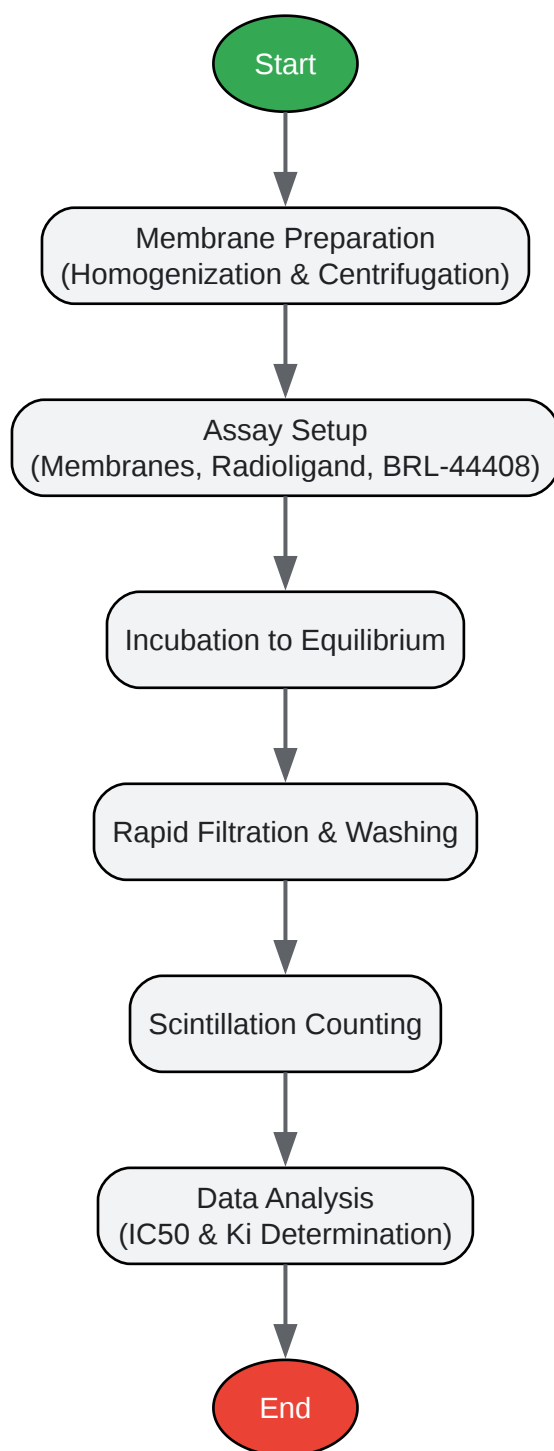 Start
Membrane Preparation
(Homogenization & Centrifugation)
Assay Setup
(Membranes, Radioligand, BRL-44408)
Incubation to Equilibrium
Rapid Filtration & Washing
Scintillation Counting
Data Analysis
(IC50 & Ki Determination)
End